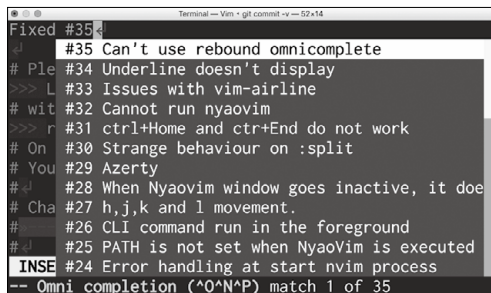 Terminal — Vim • git commit -v — 52×14
Fixed #35
#35 Can't use rebound omnicomplete
# Ple #34 Underline doesn't display
>>> L #33 Issues with vim-airline
# wit #32 Cannot run nyaovim
>>> r #31 ctrl+Home and ctr+End do not work
# On #30 Strange behaviour on :split
# You #29 Azerty
# #28 When Nyaovim window goes inactive, it doe
# Cha #27 h,j,k and l movement.
# #26 CLI command run in the foreground
# #25 PATH is not set when NyaoVim is executed
INSE #24 Error handling at start nvim process
-- Omni completion (^O^N^P) match 1 of 35